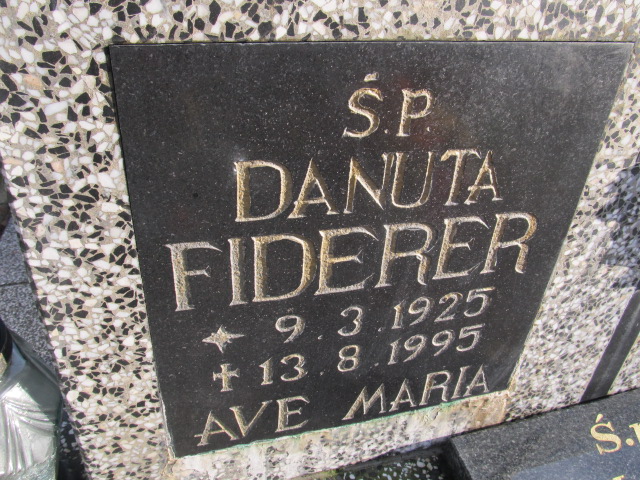 Ś.P.
DANUTA
FIDERER
9.3.1925
13.8.1995
AVE MARIA
Ś.